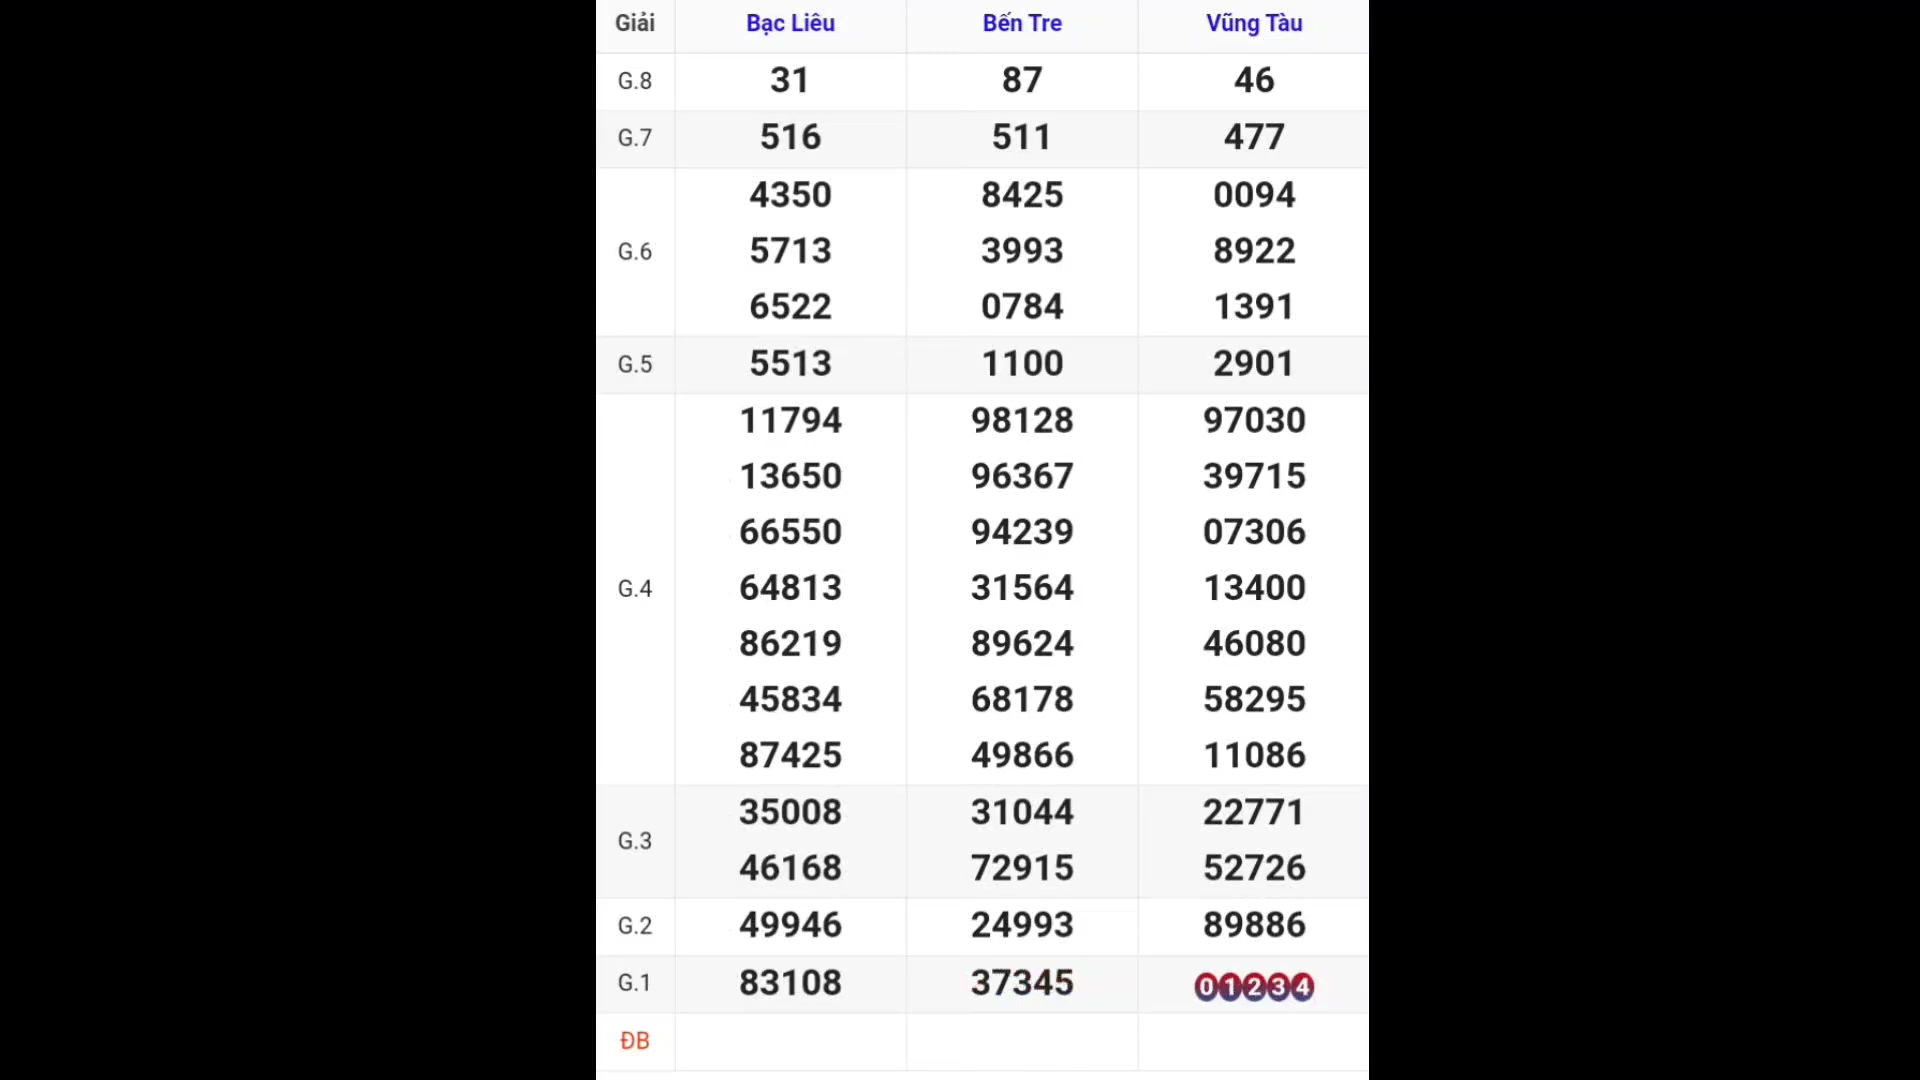 Giải Bạc Liêu Bến Tre Vũng Tàu
G.8 31 87 46
G.7 516 511 477
4350 8425 0094
G.6 5713 3993 8922
6522 0784 1391
G.5 5513 1100 2901
11794 98128 97030
13650 96367 39715
66550 94239 07306
G.4 64813 31564 13400
86219 89624 46080
45834 68178 58295
87425 49866 11086
G.3 35008 31044 22771
46168 72915 52726
G.2 49946 24993 89886
G.1 83108 37345 01234
ĐB